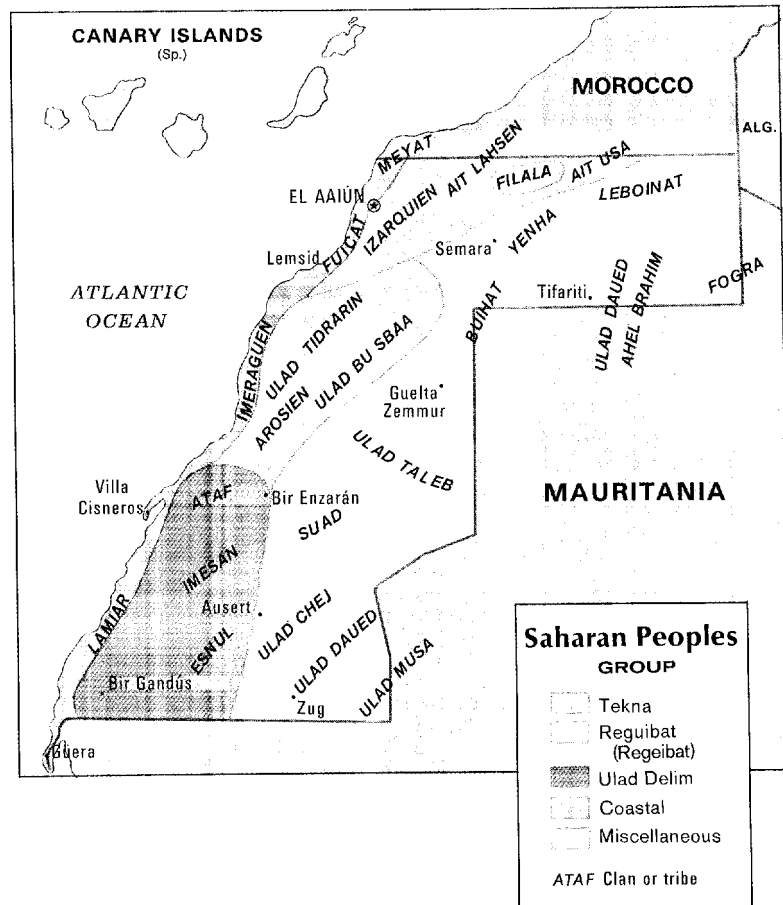 CANARY ISLANDS
(Sp.)
MOROCCO
ALG.
MEYAT
AIT LAHSEN
FILALA
AIT USA
LEBOINAT
EL AAIÚN
IZARQUIEN
FUICAT
Lemsid
Semara
YENHA
BUIHAT
Tifariti
ULAD DAUED
AHEL BRAHIM
FOGRA
ATLANTIC
OCEAN
IMERAGUEN
ULAD TIDRARIN
ULAD BU SBAA
AROSIEN
Guelta
Zemmur
ULAD TALEB
MAURITANIA
Villa
Cisneros
ATAF
Bir Enzarán
SUAD
IMESAN
Ausert
LAMIAR
ESNUL
ULAD CHEJ
ULAD DAUED
ULAD MUSA
Bir Gandús
Zug
Güera
Saharan Peoples
GROUP
Tekna
Reguibat
(Regeibat)
Ulad Delim
Coastal
Miscellaneous
ATAF Clan or tribe